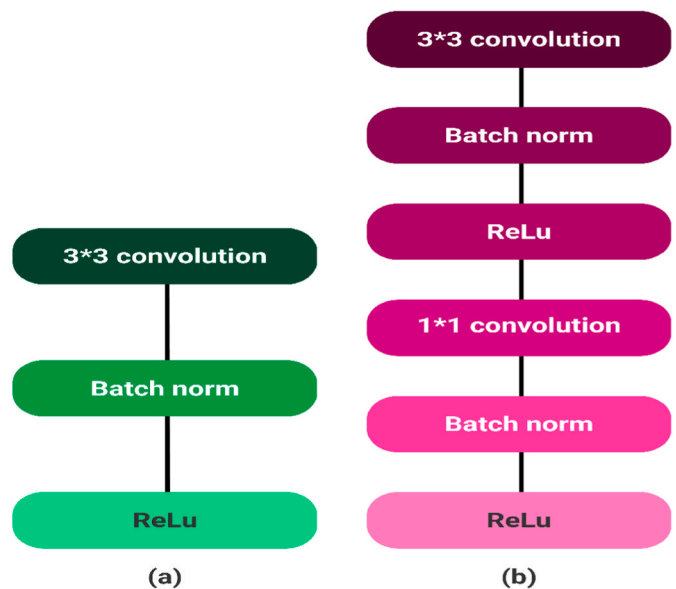 3*3 convolution
Batch norm
ReLu
(a)
3*3 convolution
Batch norm
ReLu
1*1 convolution
Batch norm
ReLu
(b)